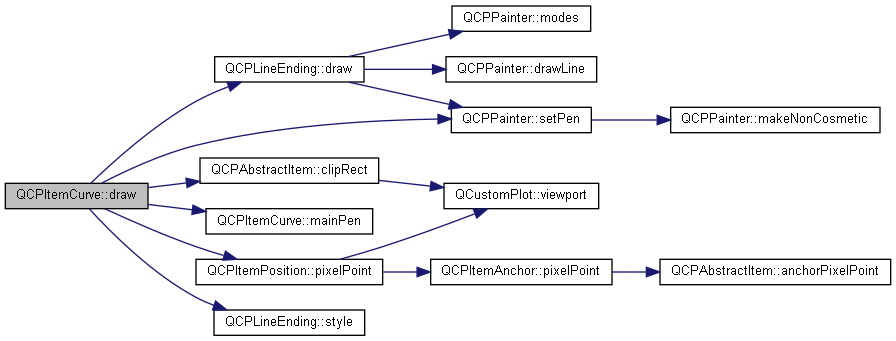 QCPPainter::modes
QCPLineEnding::draw
QCPPainter::drawLine
QCPPainter::setPen
QCPPainter::makeNonCosmetic
QCPAbstractItem::clipRect
QCPItemCurve::draw
QCustomPlot::viewport
QCPItemCurve::mainPen
QCPItemPosition::pixelPoint
QCPItemAnchor::pixelPoint
QCPAbstractItem::anchorPixelPoint
QCPLineEnding::style